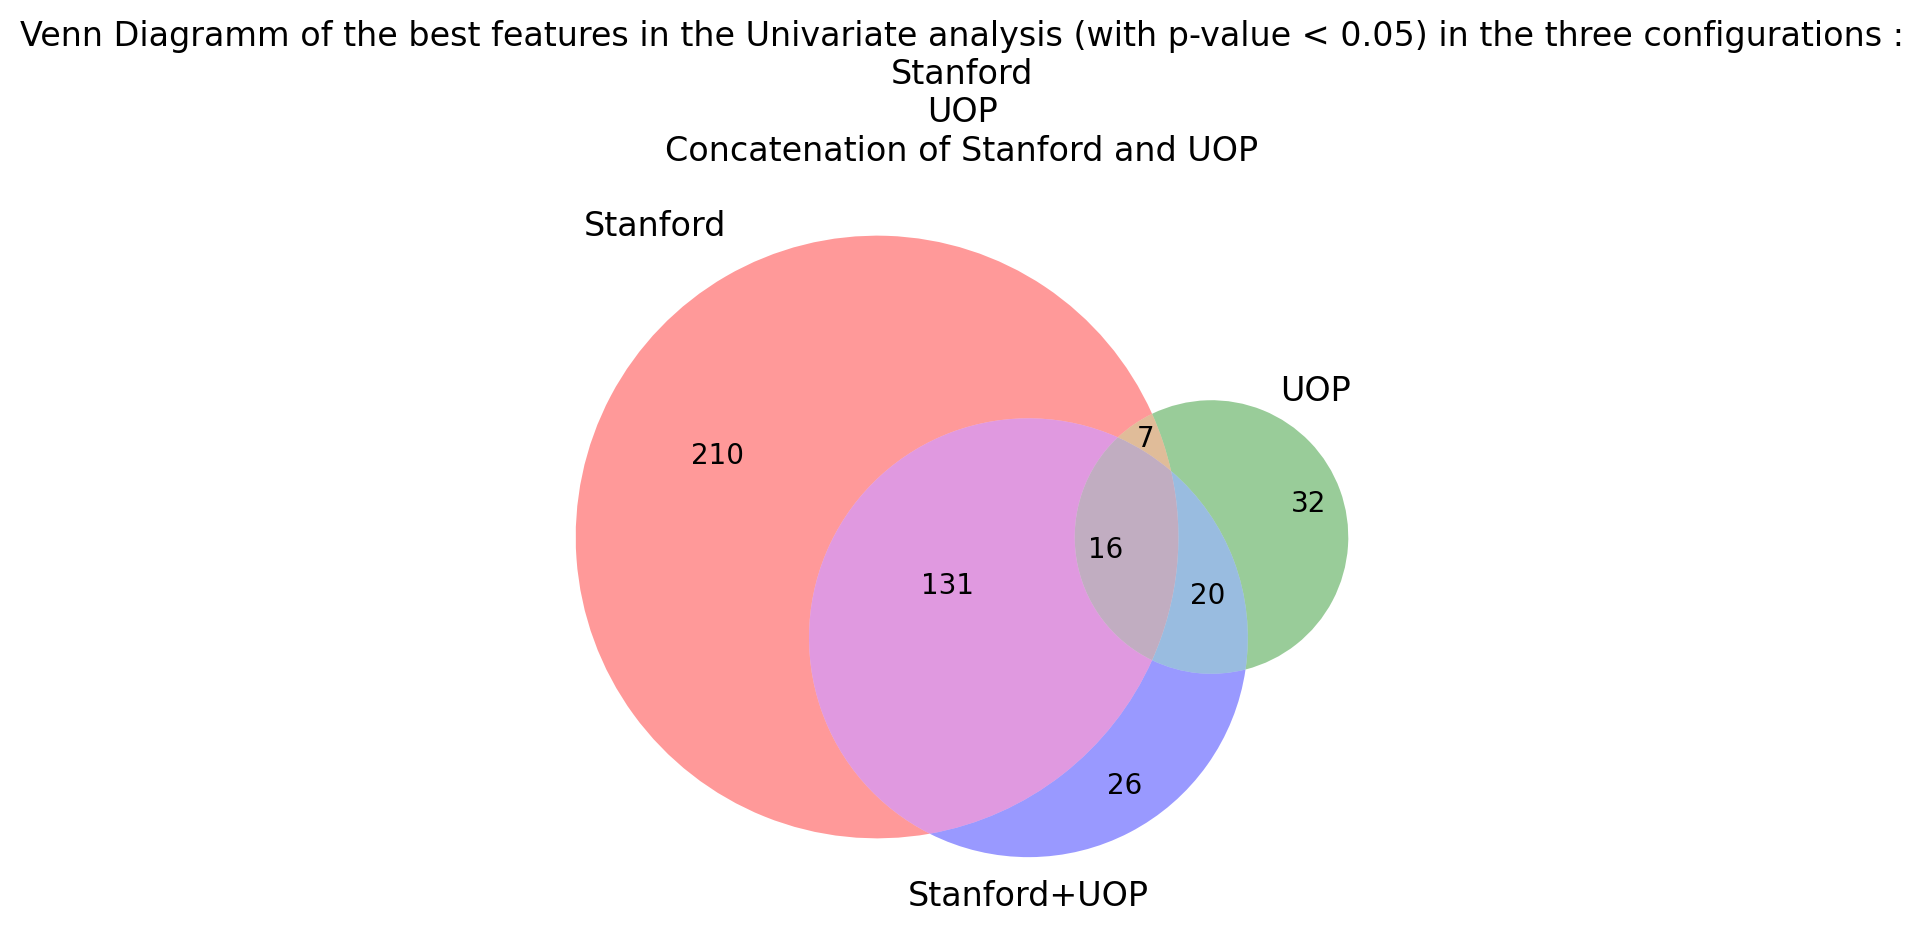 Venn Diagramm of the best features in the Univariate analysis (with p-value < 0.05) in the three configurations :
Stanford
UOP
Concatenation of Stanford and UOP
Stanford
UOP
7
210
32
16
131
20
26
Stanford+UOP